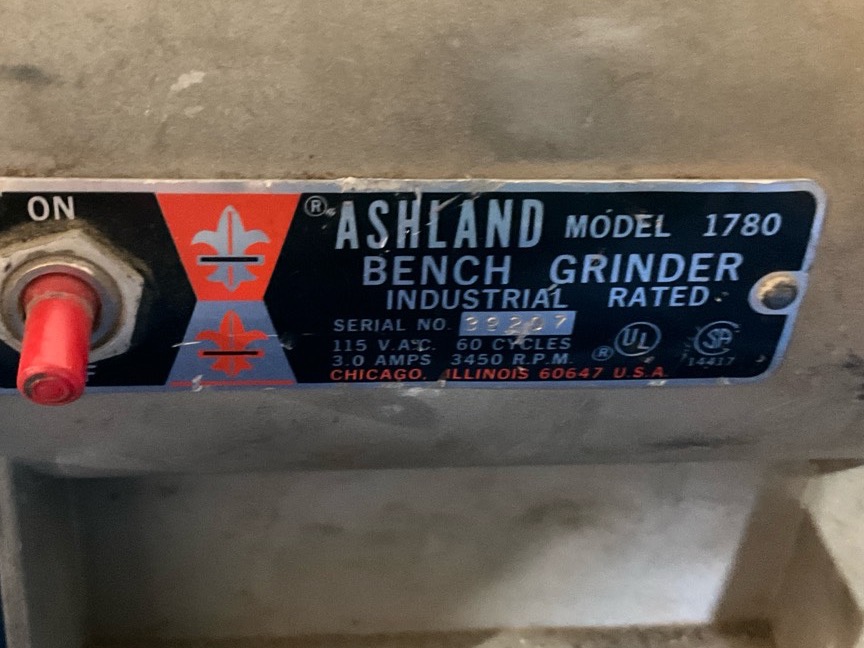 ON
® ASHLAND MODEL 1780
BENCH GRINDER
INDUSTRIAL RATED
SERIAL NO. 39207
115 V.A.C. 60 CYCLES
3.0 AMPS 3450 R.P.M.
CHICAGO, ILLINOIS 60647 U.S.A.
® UL
SA
14417
F